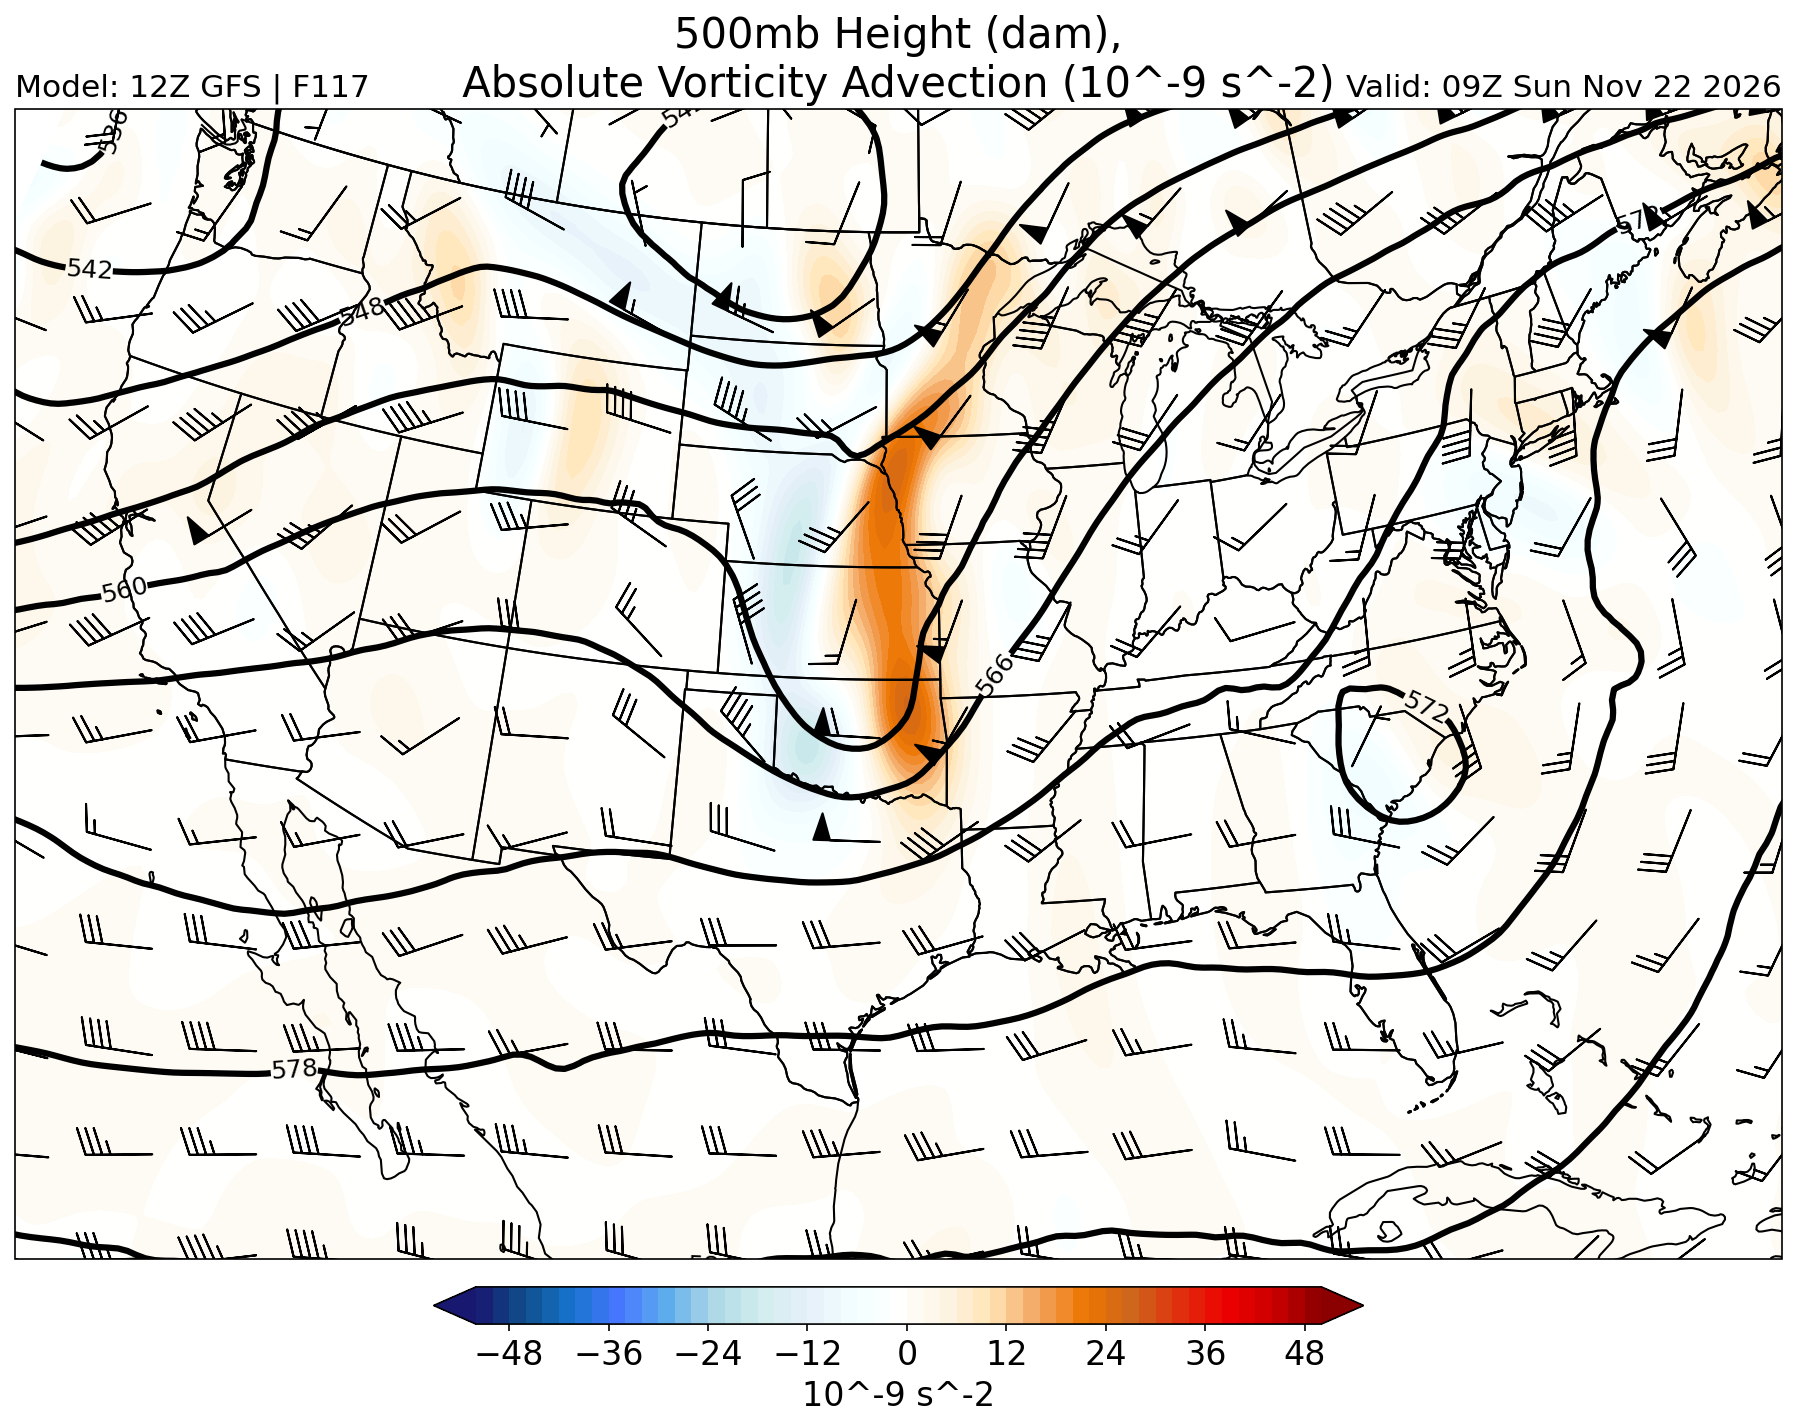 500mb Height (dam),
Model: 12Z GFS | F117
Absolute Vorticity Advection (10^-9 s^-2)
Valid: 09Z Sun Nov 22 2026
542
548
560
566
572
578
−48 −36 −24 −12 0 12 24 36 48
10^-9 s^-2